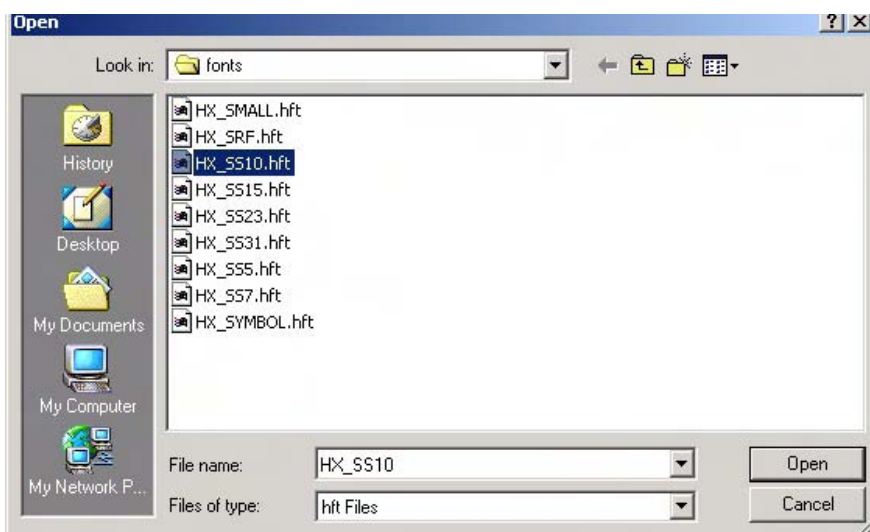 Open
Look in: fonts
History
Desktop
My Documents
My Computer
My Network P...
HX_SMALL.hft
HX_SRF.hft
HX_SS10.hft
HX_SS15.hft
HX_SS23.hft
HX_SS31.hft
HX_SS5.hft
HX_SS7.hft
HX_SYMBOL.hft
File name: HX_SS10 Open
Files of type: hft Files Cancel